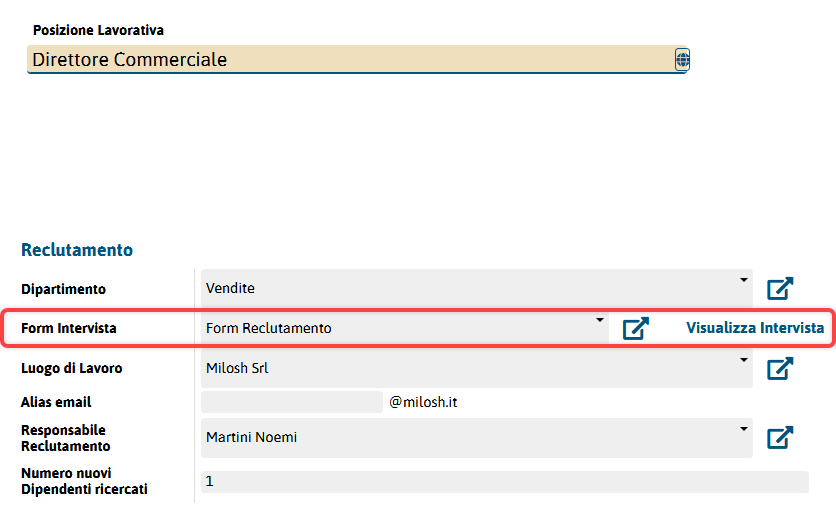 Posizione Lavorativa
Direttore Commerciale
Reclutamento
Dipartimento Vendite
Form Intervista Form Reclutamento Visualizza Intervista
Luogo di Lavoro Milosh Srl
Alias email @milosh.it
Responsabile
Reclutamento Martini Noemi
Numero nuovi
Dipendenti ricercati 1